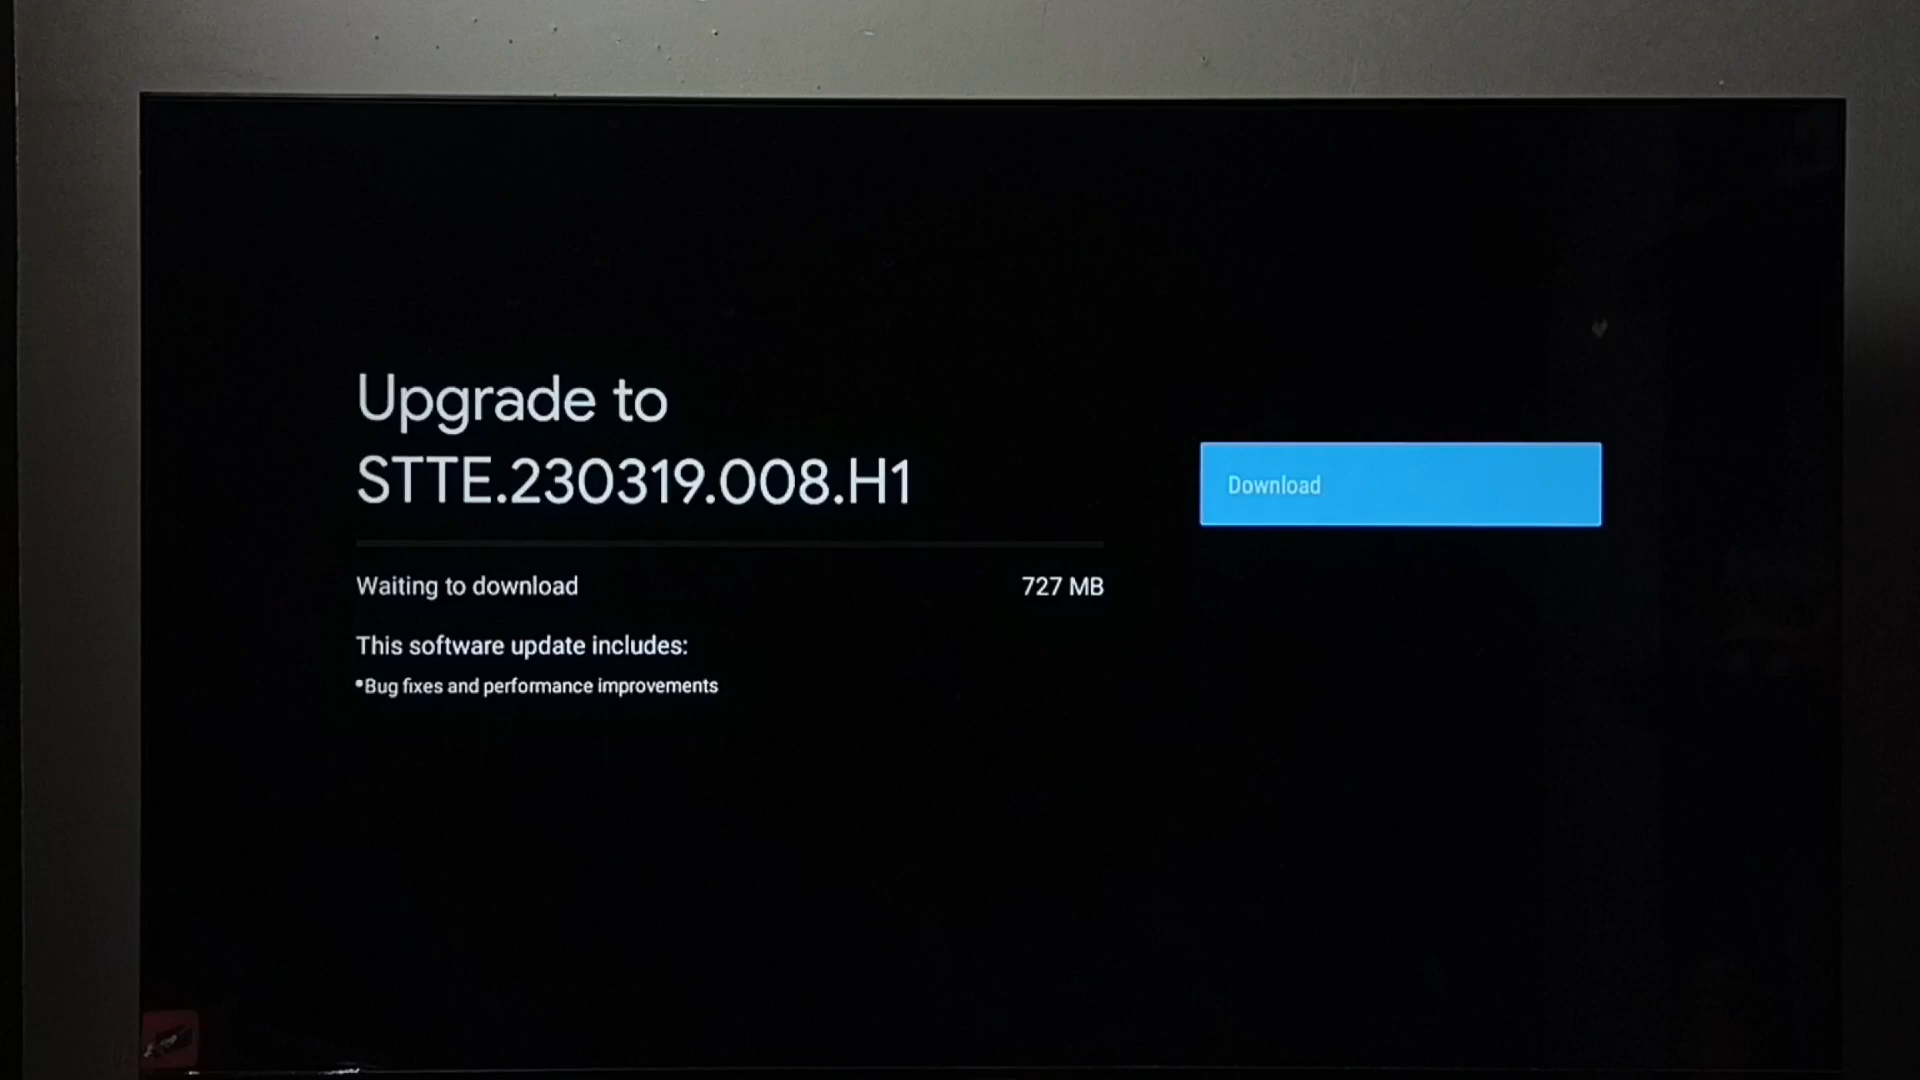 Upgrade to
STTE.230319.008.H1
Download
Waiting to download 727 MB
This software update includes:
•Bug fixes and performance improvements